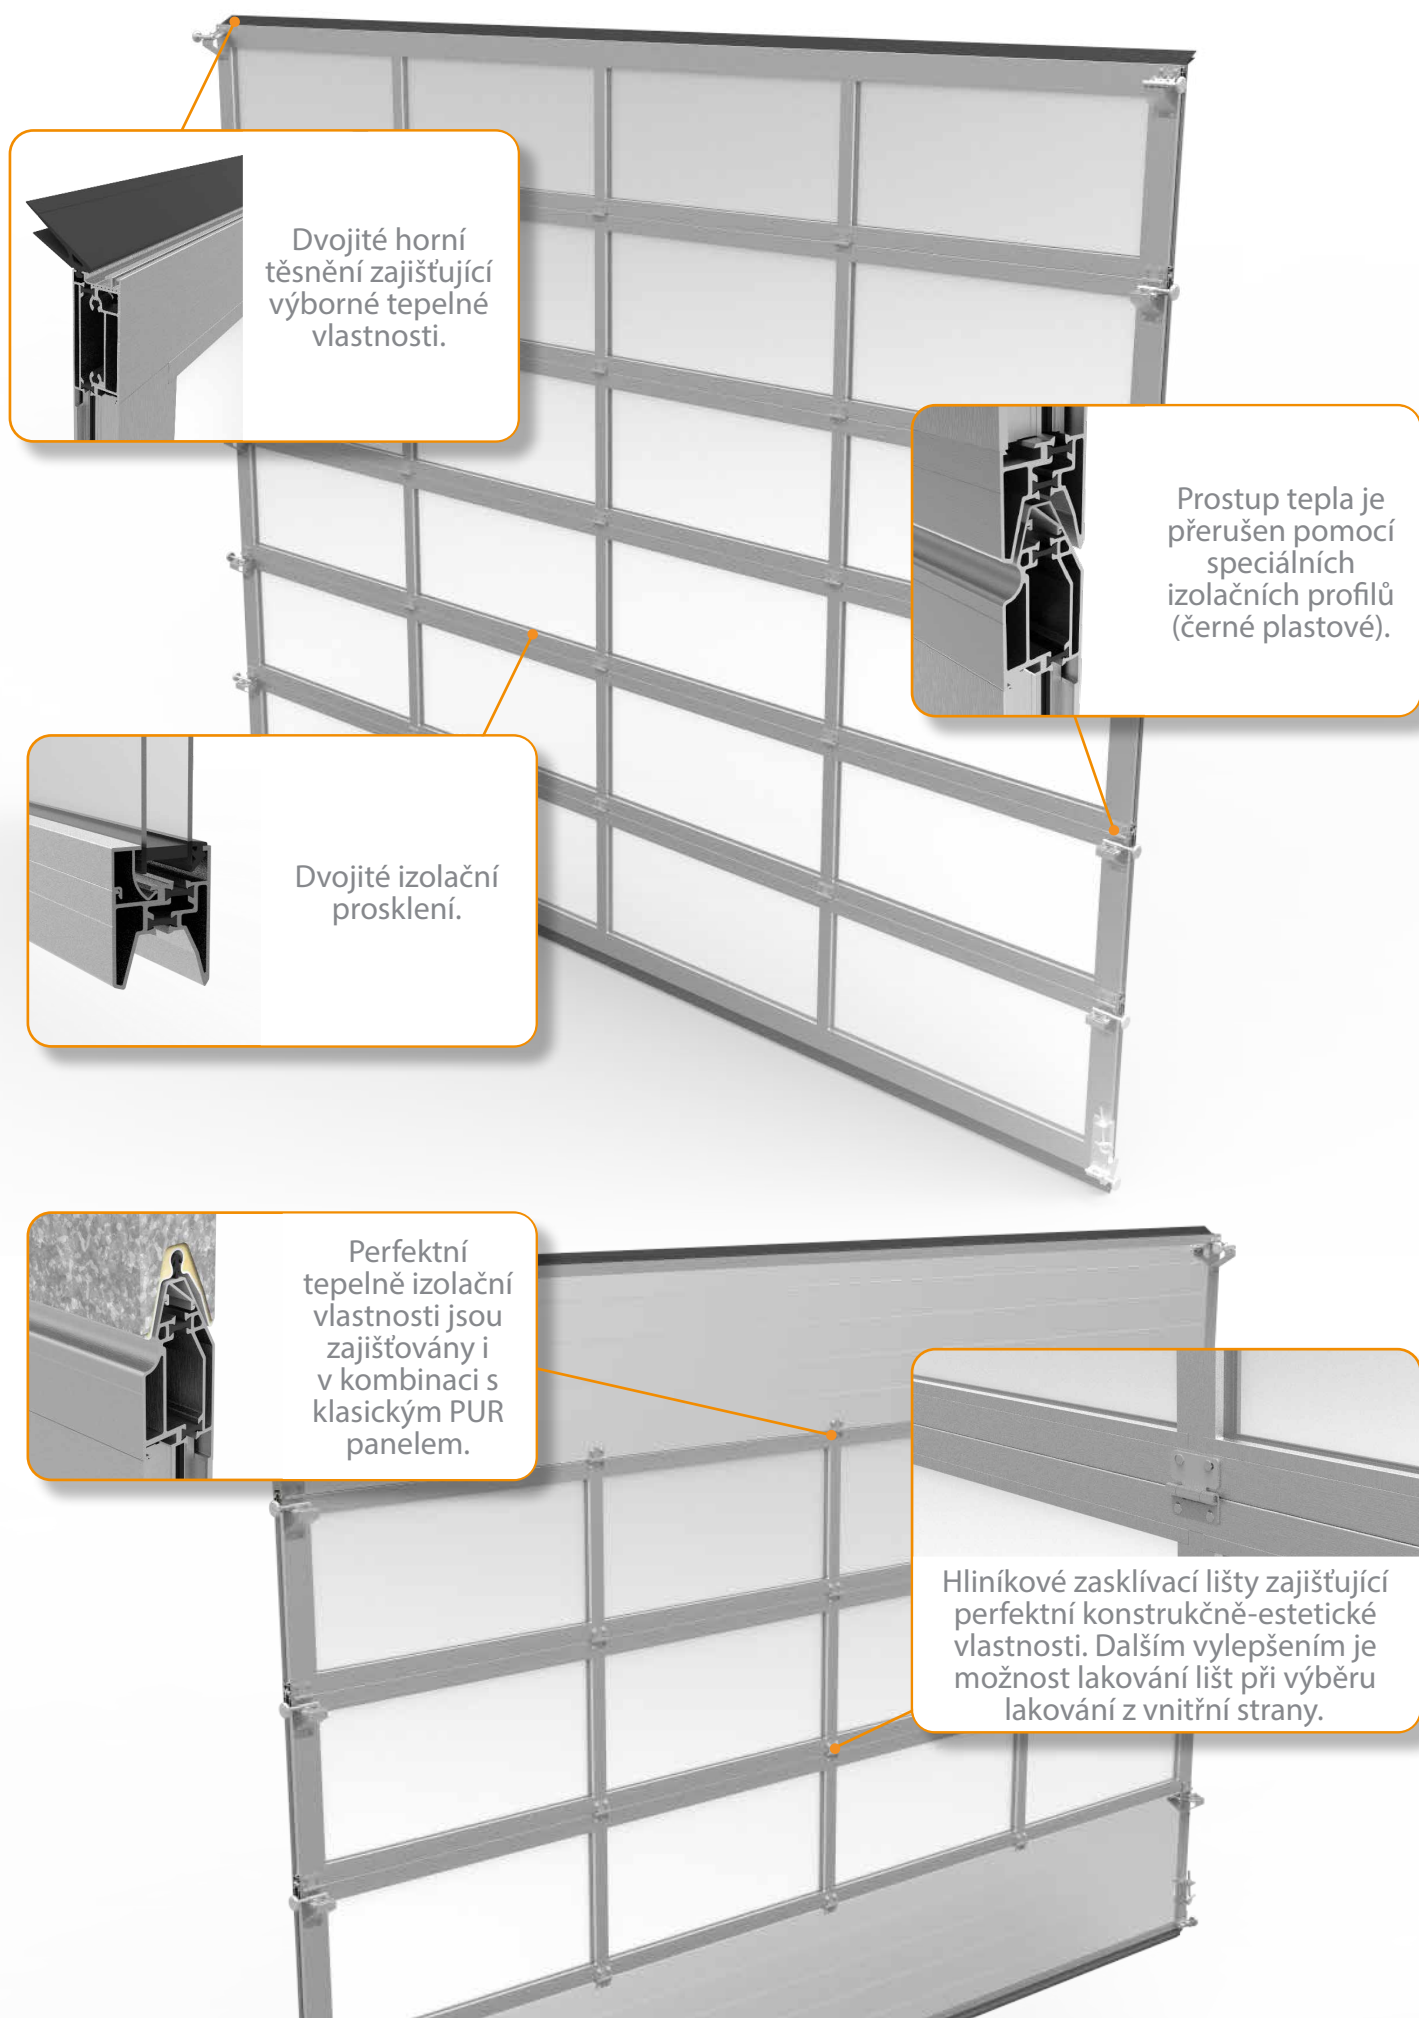 Dvojité horní
těsnění zajišťující
výborné tepelné
vlastnosti.
Prostup tepla je
přerušen pomocí
speciálních
izolačních profilů
(černé plastové).
Dvojité izolační
prosklení.
Perfektní
tepelně izolační
vlastnosti jsou
zajišťovány i
v kombinaci s
klasickým PUR
panelem.
Hliníkové zasklívací lišty zajišťující
perfektní konstrukčně-estetické
vlastnosti. Dalším vylepšením je
možnost lakování lišt při výběru
lakování z vnitřní strany.